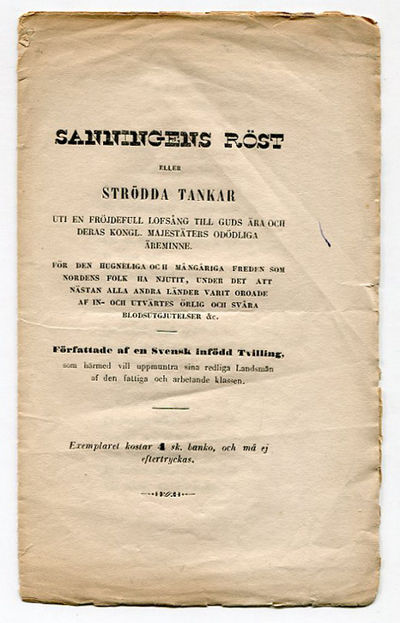 SANNINGENS RÖST
ELLER
STRÖDDA TANKAR
UTI EN FRÖJDEFULL LOFSÅNG TILL GUDS ÄRA OCH
DERAS KONGL. MAJESTÄTERS ODÖDLIGA
ÄREMINNE.
FÖR DEN HUGNELIGA OCH MÅNGÅRIGA FREDEN SOM
NORDENS FOLK HA NJUTIT, UNDER DET ATT
NÄSTAN ALLA ANDRA LÄNDER VARIT OROADE
AF IN- OCH UTVÄRTES ÖRLIG OCH SVÅRA
BLODSUTGJUTELSER &c.
Författade af en Svensk infödd Tvilling,
som härmed vill uppmuntra sina redliga Landsmän
af den fattiga och arbetande klassen.
Exemplaret kostar 4 sk. banko, och må ej
eftertryckas.